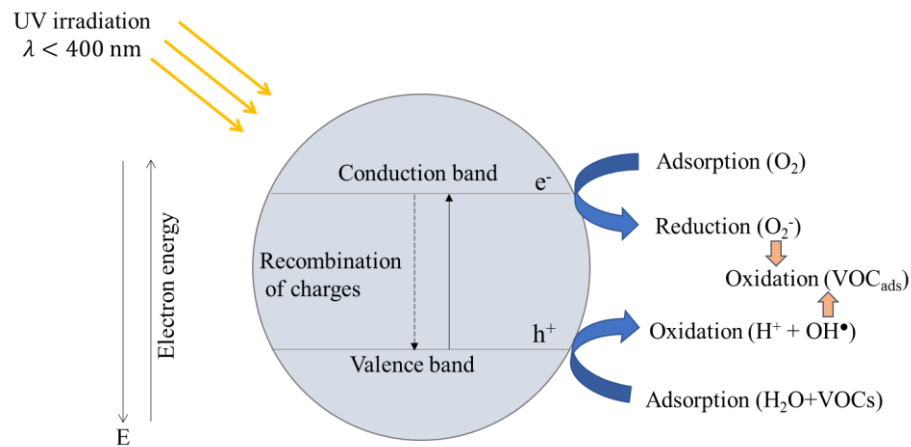 UV irradiation
λ < 400 nm
Electron energy
E
Conduction band
e⁻
Recombination
of charges
h⁺
Valence band
Adsorption (O₂)
Reduction (O₂⁻)
Oxidation (VOCₐds)
Oxidation (H⁺ + OH•)
Adsorption (H₂O+VOCs)